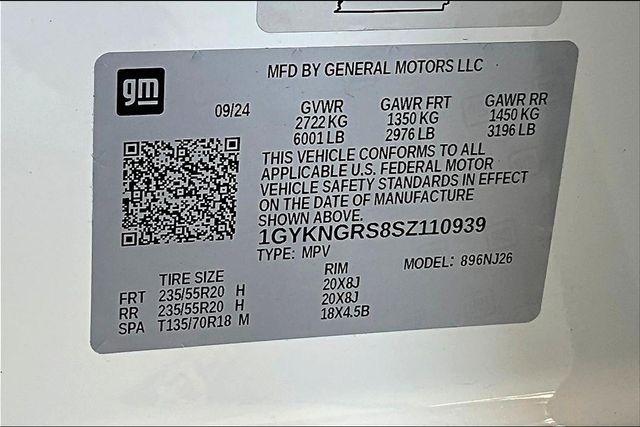 gm
MFD BY GENERAL MOTORS LLC
09/24 GVWR GAWR FRT GAWR RR
2722 KG 1350 KG 1450 KG
6001 LB 2976 LB 3196 LB
THIS VEHICLE CONFORMS TO ALL
APPLICABLE U.S. FEDERAL MOTOR
VEHICLE SAFETY STANDARDS IN EFFECT
ON THE DATE OF MANUFACTURE
SHOWN ABOVE.
1GYKNGRS8SZ110939
TYPE: MPV MODEL: 896NJ26
TIRE SIZE RIM
FRT 235/55R20 H 20X8J
RR 235/55R20 H 20X8J
SPA T135/70R18 M 18X4.5B